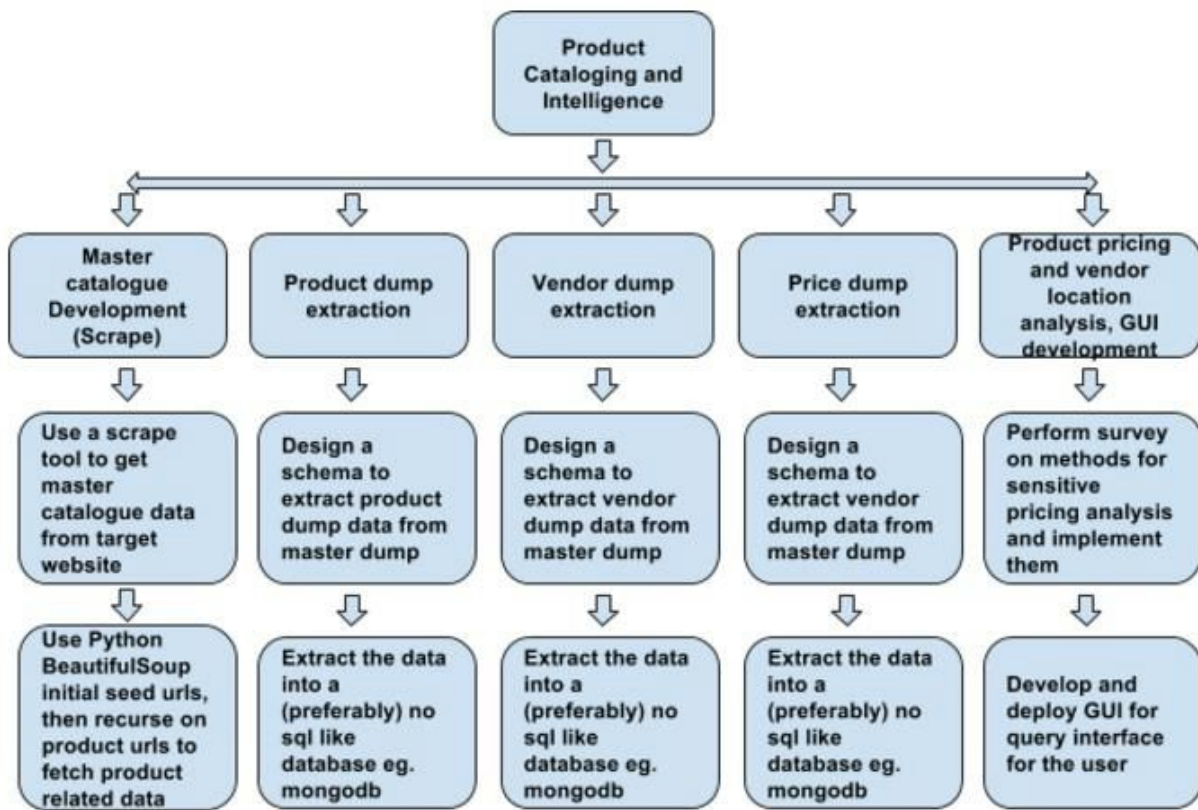 Product
Cataloging and
Intelligence
Master
catalogue
Development
(Scrape)
Product dump
extraction
Vendor dump
extraction
Price dump
extraction
Product pricing
and vendor
location
analysis, GUI
development
Use a scrape
tool to get
master
catalogue data
from target
website
Design a
schema to
extract product
dump data from
master dump
Design a
schema to
extract vendor
dump data from
master dump
Design a
schema to
extract vendor
dump data from
master dump
Perform survey
on methods for
sensitive
pricing analysis
and implement
them
Use Python
BeautifulSoup
initial seed urls,
then recurse on
product urls to
fetch product
related data
Extract the data
into a
(preferably) no
sql like
database eg.
mongodb
Extract the data
into a
(preferably) no
sql like
database eg.
mongodb
Extract the data
into a
(preferably) no
sql like
database eg.
mongodb
Develop and
deploy GUI for
query interface
for the user